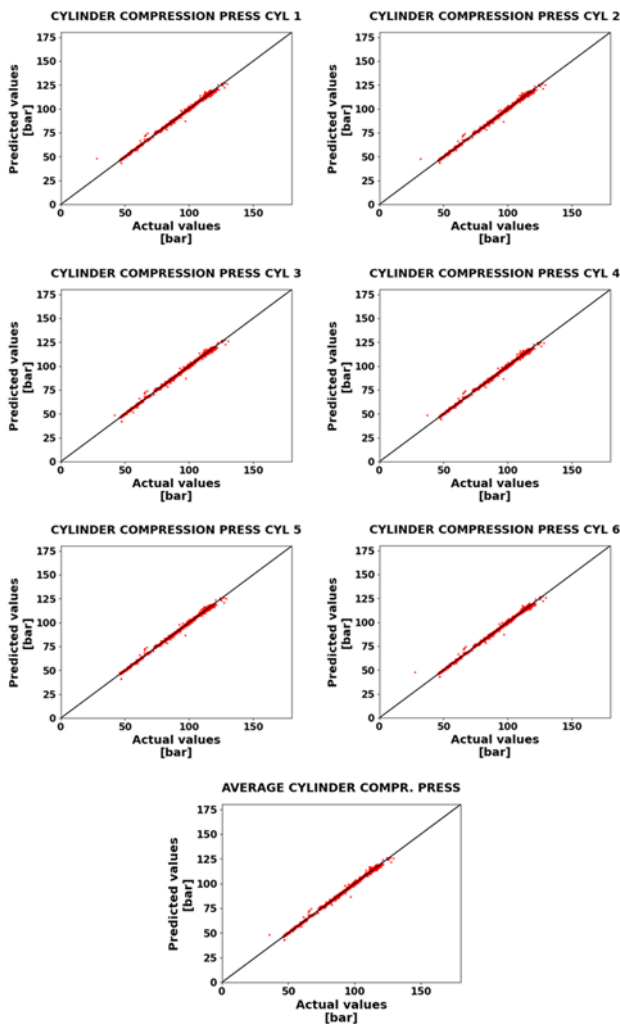 CYLINDER COMPRESSION PRESS CYL 1
175
150
125
100
75
50
25
0
0 50 100 150
Predicted values
[bar]
Actual values
[bar]
CYLINDER COMPRESSION PRESS CYL 2
175
150
125
100
75
50
25
0
0 50 100 150
Predicted values
[bar]
Actual values
[bar]
CYLINDER COMPRESSION PRESS CYL 3
175
150
125
100
75
50
25
0
0 50 100 150
Predicted values
[bar]
Actual values
[bar]
CYLINDER COMPRESSION PRESS CYL 4
175
150
125
100
75
50
25
0
0 50 100 150
Predicted values
[bar]
Actual values
[bar]
CYLINDER COMPRESSION PRESS CYL 5
175
150
125
100
75
50
25
0
0 50 100 150
Predicted values
[bar]
Actual values
[bar]
CYLINDER COMPRESSION PRESS CYL 6
175
150
125
100
75
50
25
0
0 50 100 150
Predicted values
[bar]
Actual values
[bar]
AVERAGE CYLINDER COMPR. PRESS
175
150
125
100
75
50
25
0
0 50 100 150
Predicted values
[bar]
Actual values
[bar]